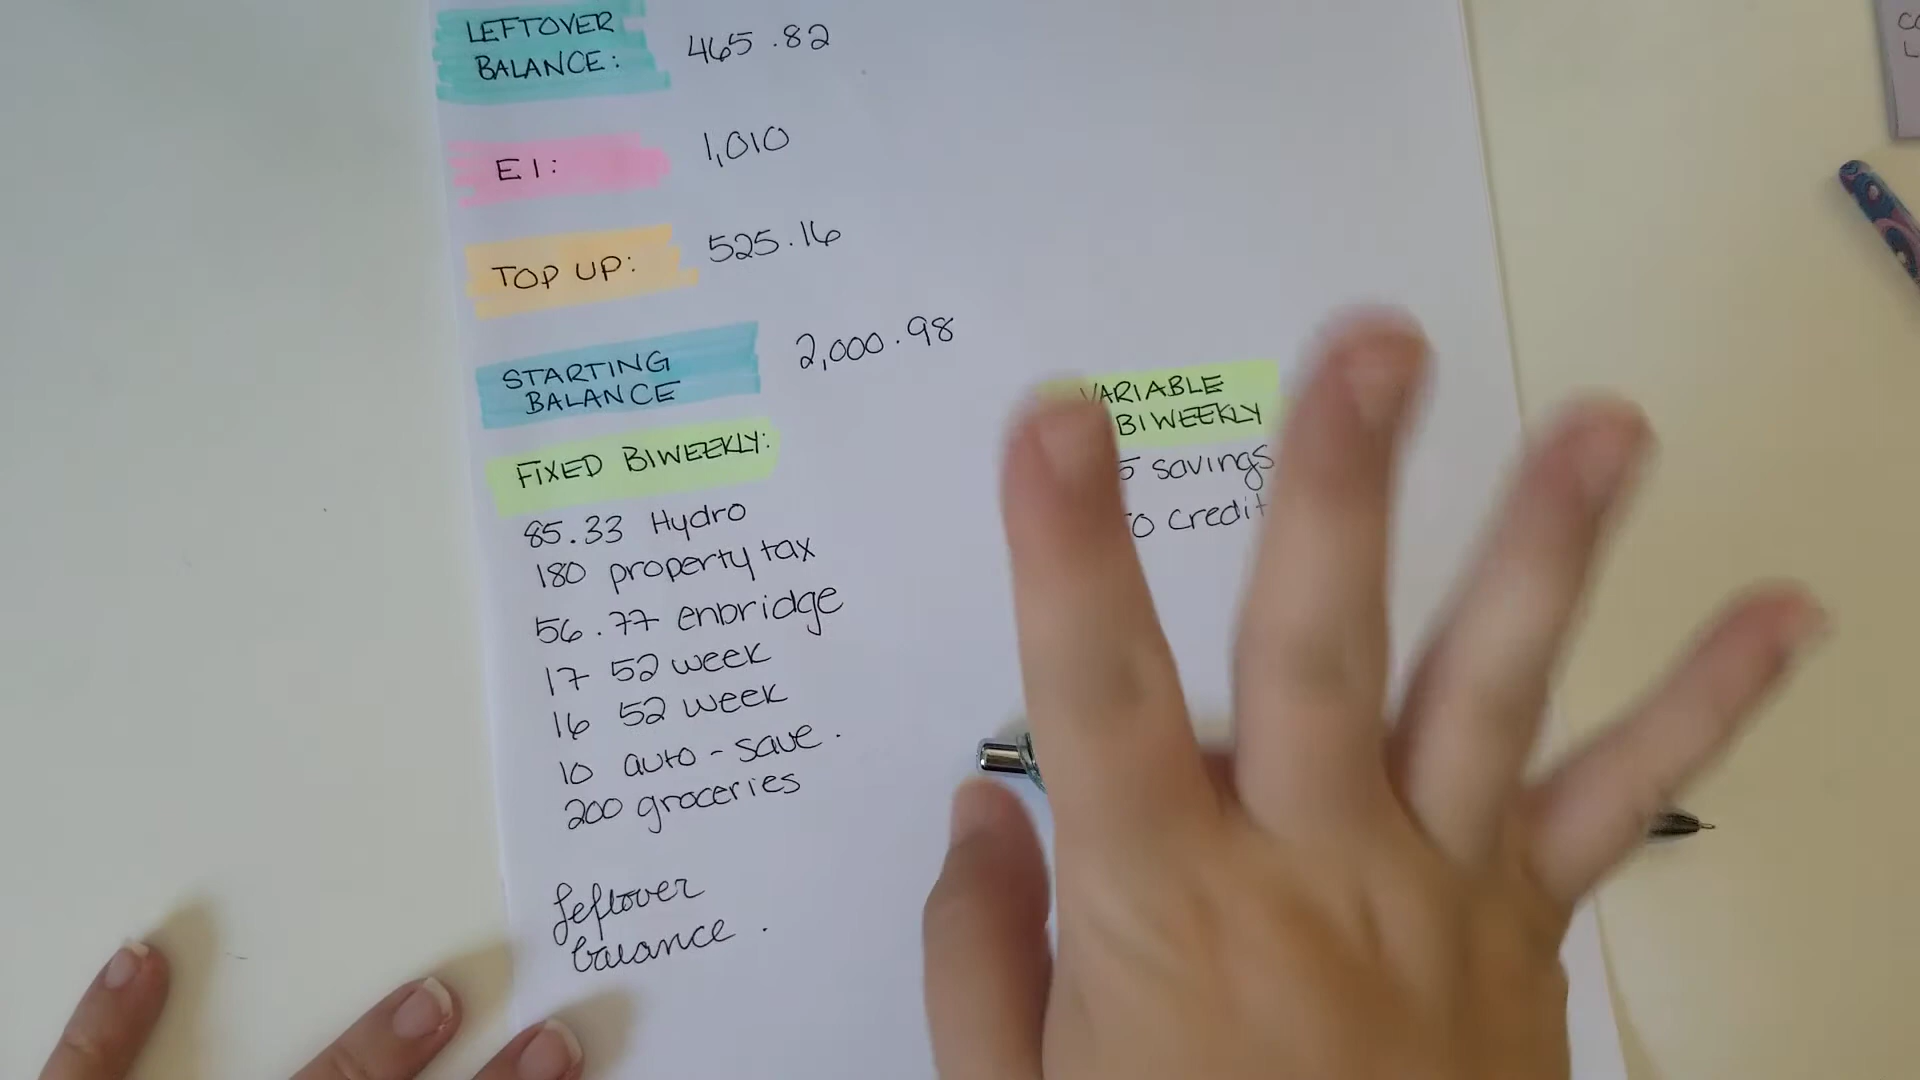 LEFTOVER
BALANCE:
465.82
EI:
1,010
TOP UP:
525.16
STARTING
BALANCE
2,000.98
FIXED BIWEEKLY:
85.33 Hydro
180 property tax
56.77 enbridge
17 52 week
16 52 week
10 auto-save.
200 groceries
leftover
balance.
VARIABLE
BIWEEKLY
savings
credit